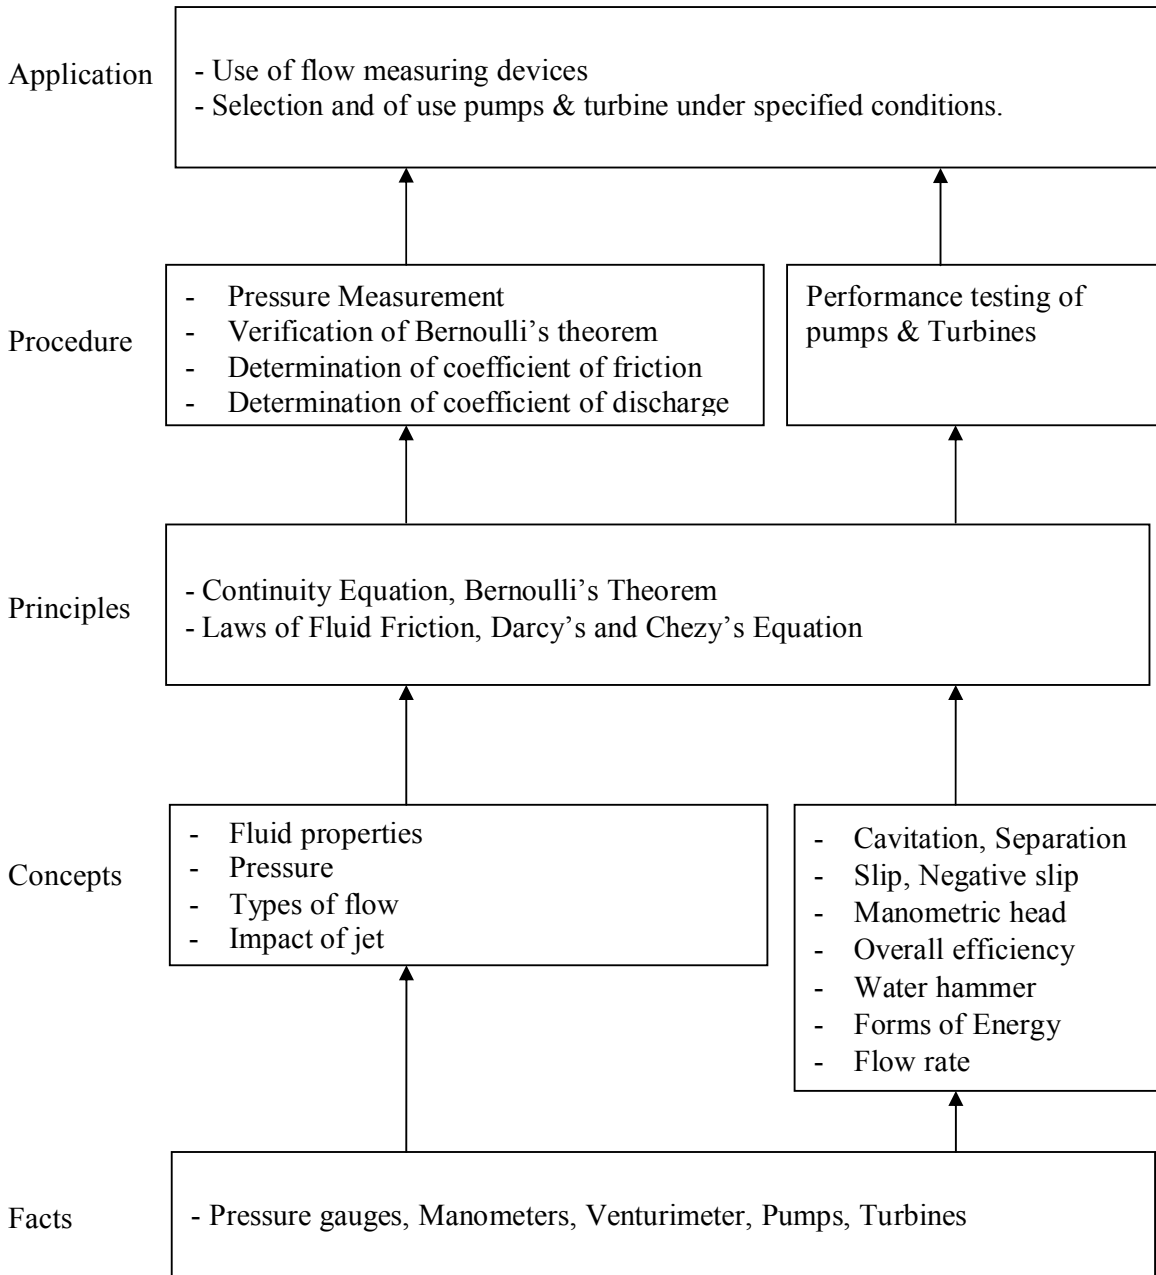 Application
- Use of flow measuring devices
- Selection and of use pumps & turbine under specified conditions.
Procedure
- Pressure Measurement
- Verification of Bernoulli’s theorem
- Determination of coefficient of friction
- Determination of coefficient of discharge
Performance testing of
pumps & Turbines
Principles
- Continuity Equation, Bernoulli’s Theorem
- Laws of Fluid Friction, Darcy’s and Chezy’s Equation
Concepts
- Fluid properties
- Pressure
- Types of flow
- Impact of jet
- Cavitation, Separation
- Slip, Negative slip
- Manometric head
- Overall efficiency
- Water hammer
- Forms of Energy
- Flow rate
Facts
- Pressure gauges, Manometers, Venturimeter, Pumps, Turbines